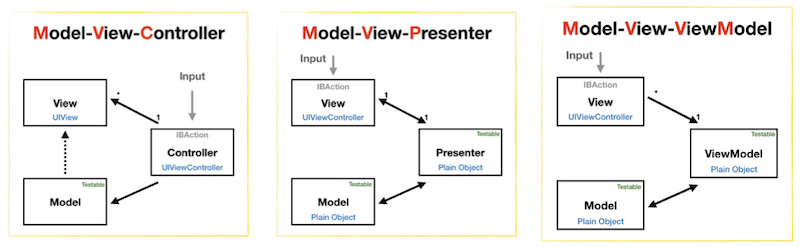 Model-View-Controller
Input
View
UIView
*
1
IBAction
Controller
UIViewController
Testable
Model
Model-View-Presenter
Input
IBAction
View
UIViewController
1
1
Testable
Presenter
Plain Object
Testable
Model
Plain Object
Model-View-ViewModel
Input
IBAction
View
UIViewController
*
1
Testable
ViewModel
Plain Object
Testable
Model
Plain Object